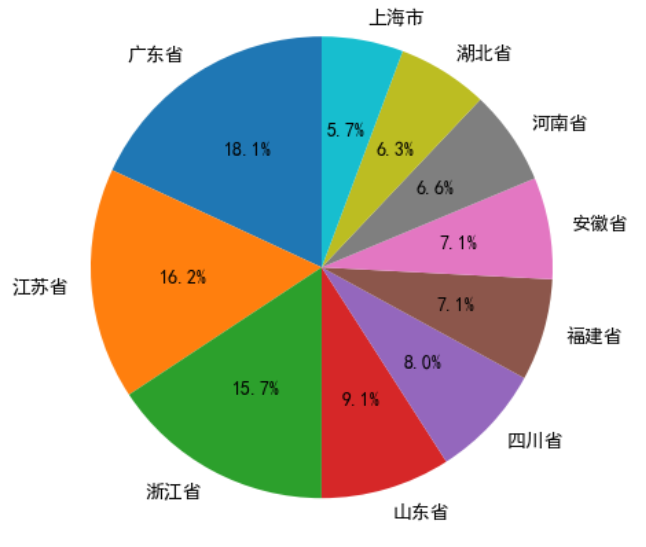 上海市
广东省
湖北省
河南省
5.7%
18.1%
6.3%
6.6%
安徽省
7.1%
16.2%
江苏省
7.1%
福建省
8.0%
15.7%
9.1%
四川省
浙江省
山东省